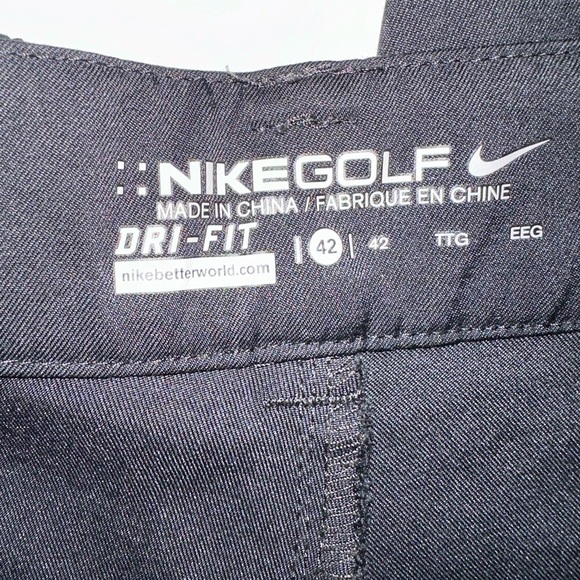 NIKEGOLF
MADE IN CHINA / FABRIQUE EN CHINE
DRI-FIT 42 42 TTG EEG
nikebetterworld.com